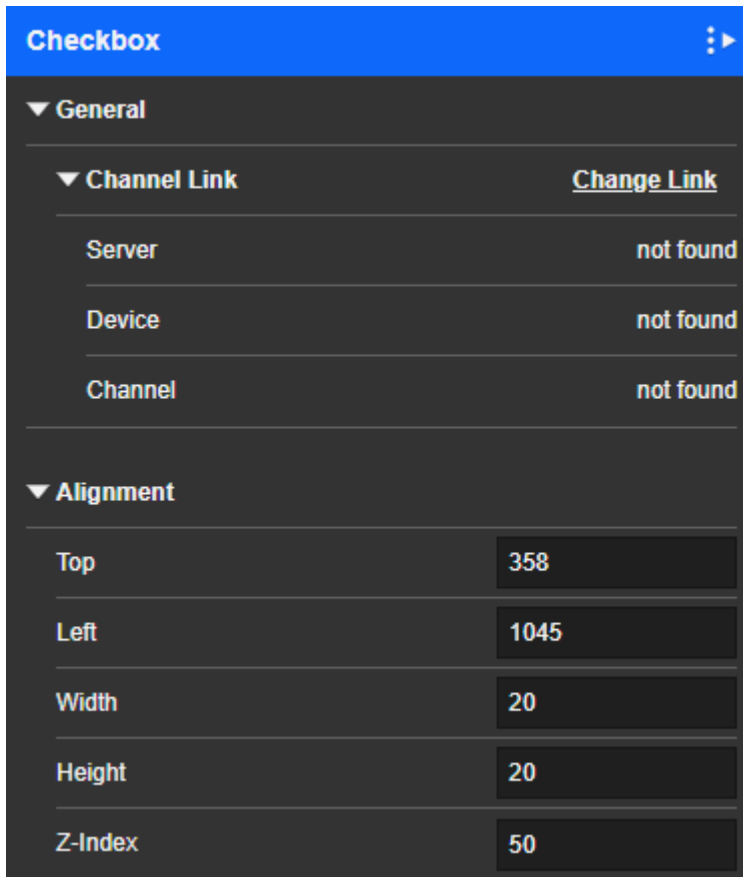 Checkbox
General
Channel Link Change Link
Server not found
Device not found
Channel not found
Alignment
Top 358
Left 1045
Width 20
Height 20
Z-Index 50